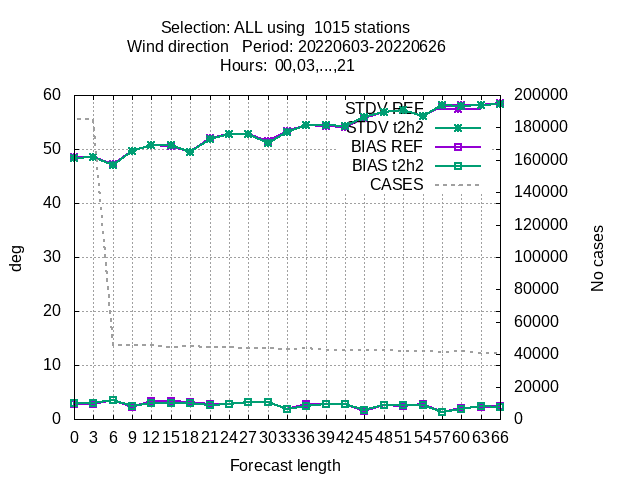 Selection: ALL using  1015 stations
Wind direction   Period: 20220603-20220626
Hours:  00,03,...,21
60
50
40
30
20
10
0
deg
200000
180000
160000
140000
120000
100000
80000
60000
40000
20000
0
No cases
STDV REF
STDV t2h2
BIAS REF
BIAS t2h2
CASES
0 3 6 9 12 15 18 21 24 27 30 33 36 39 42 45 48 51 54 57 60 63 66
Forecast length